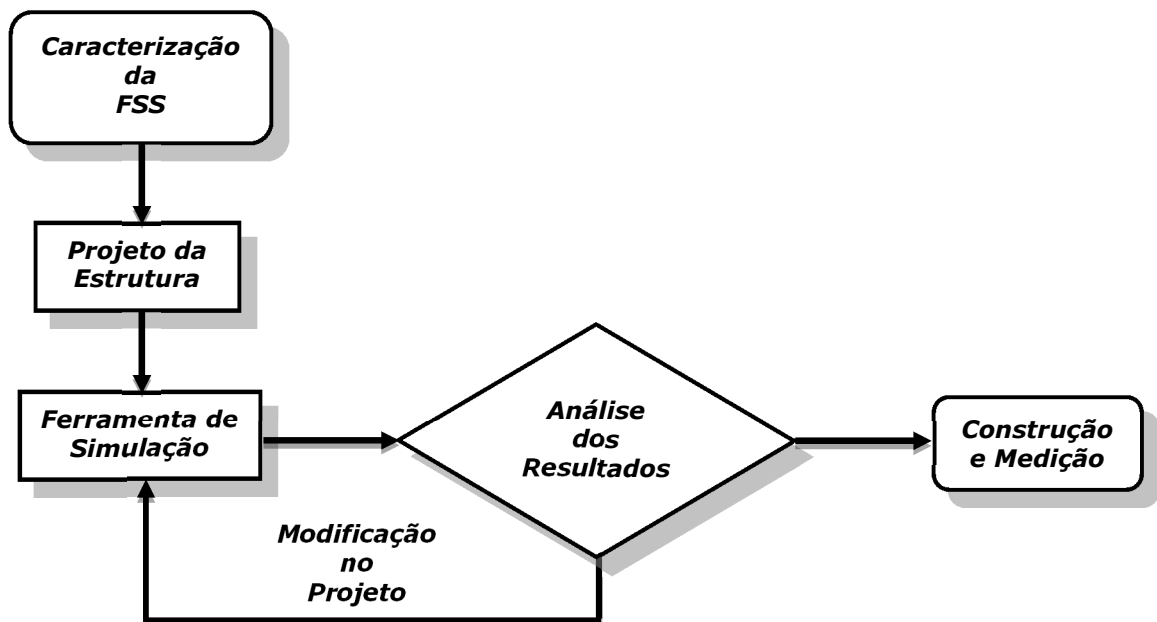 Caracterização
da
FSS
Projeto da
Estrutura
Ferramenta de
Simulação
Análise
dos
Resultados
Construção
e Medição
Modificação
no
Projeto